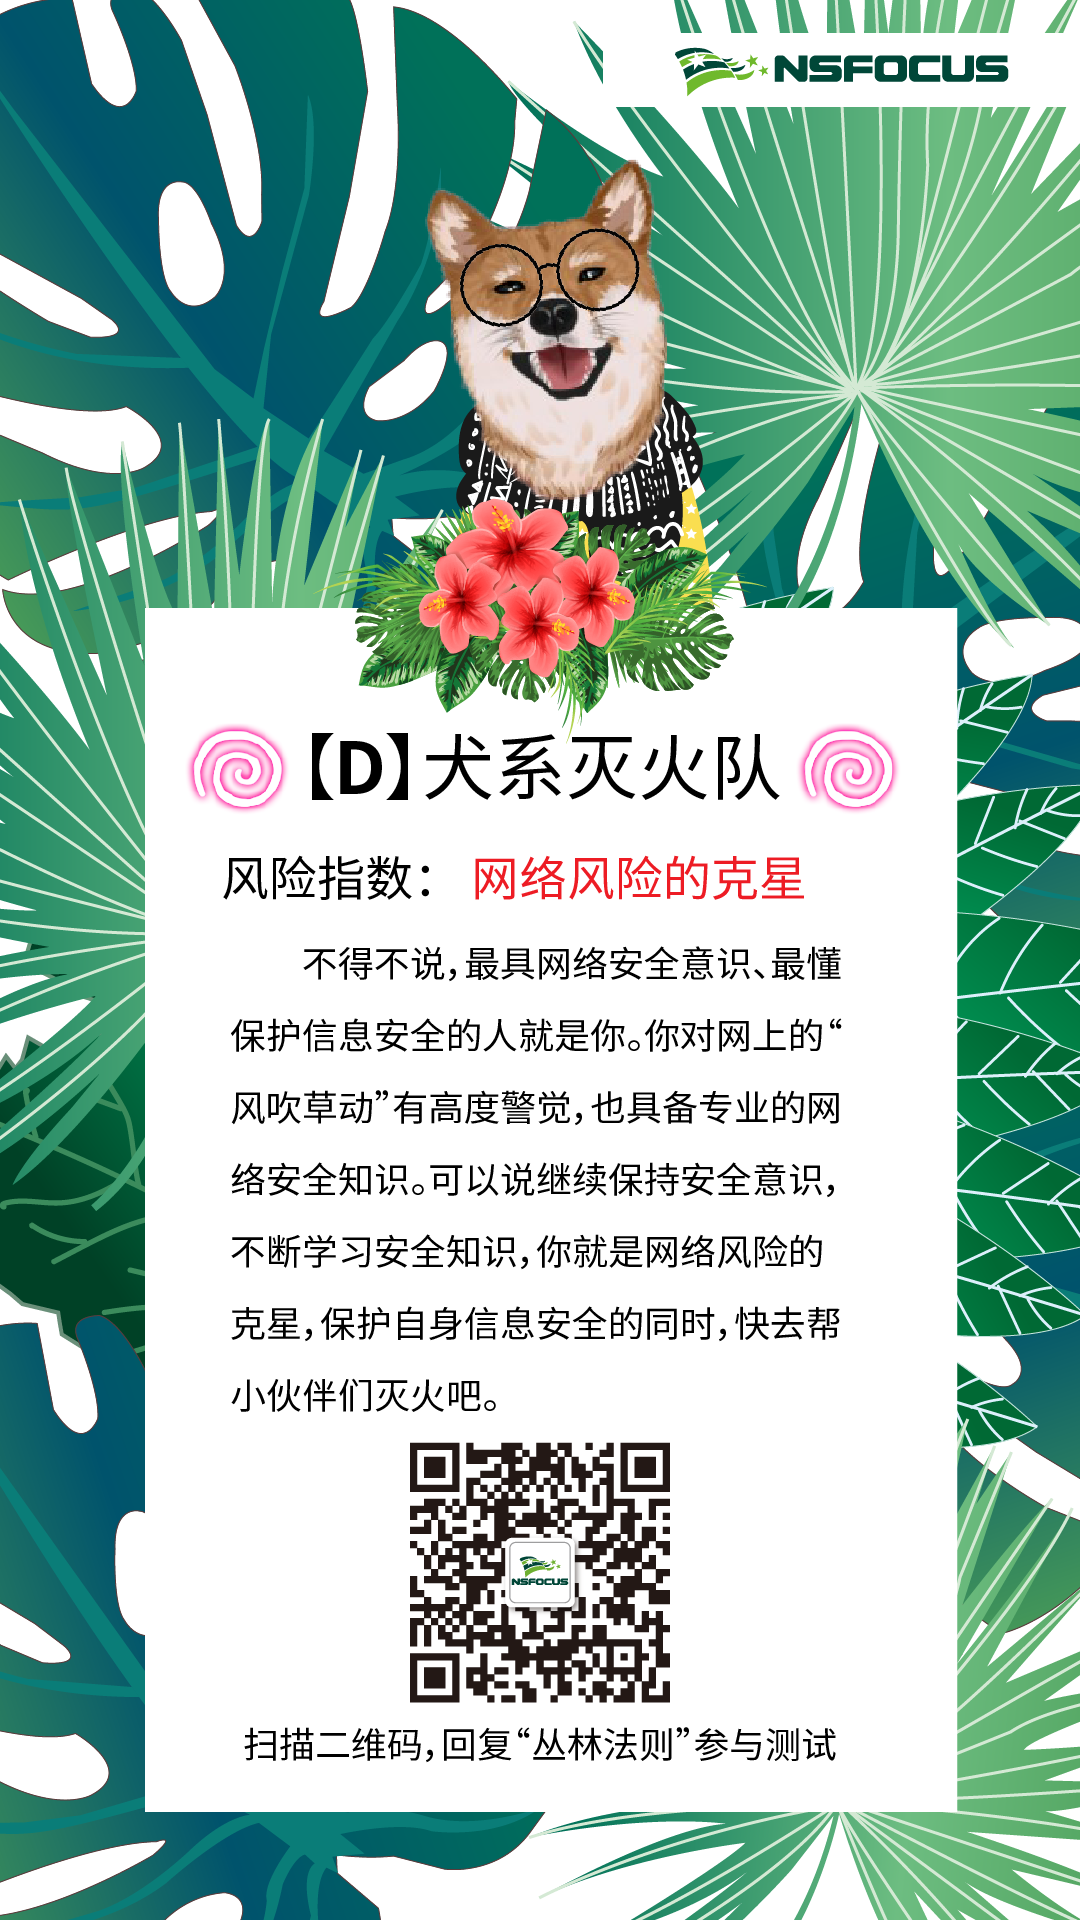 NSFOCUS
【D】犬系灭火队
风险指数： 网络风险的克星
不得不说，最具网络安全意识、最懂
保护信息安全的人就是你。你对网上的“
风吹草动”有高度警觉，也具备专业的网
络安全知识。可以说继续保持安全意识，
不断学习安全知识，你就是网络风险的
克星，保护自身信息安全的同时，快去帮
小伙伴们灭火吧。
NSFOCUS
扫描二维码，回复“丛林法则”参与测试